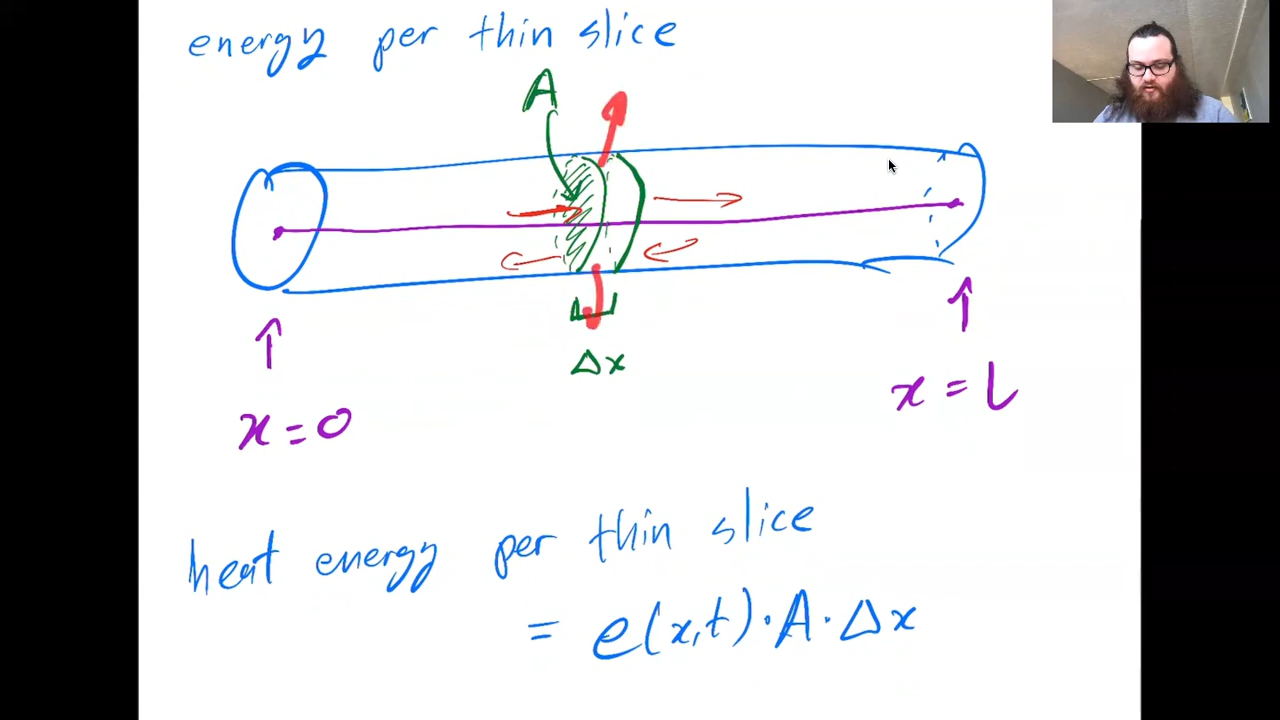 energy per thin slice
A
Δx
x=0
x=L
heat energy per thin slice
= e(x,t)·A·Δx